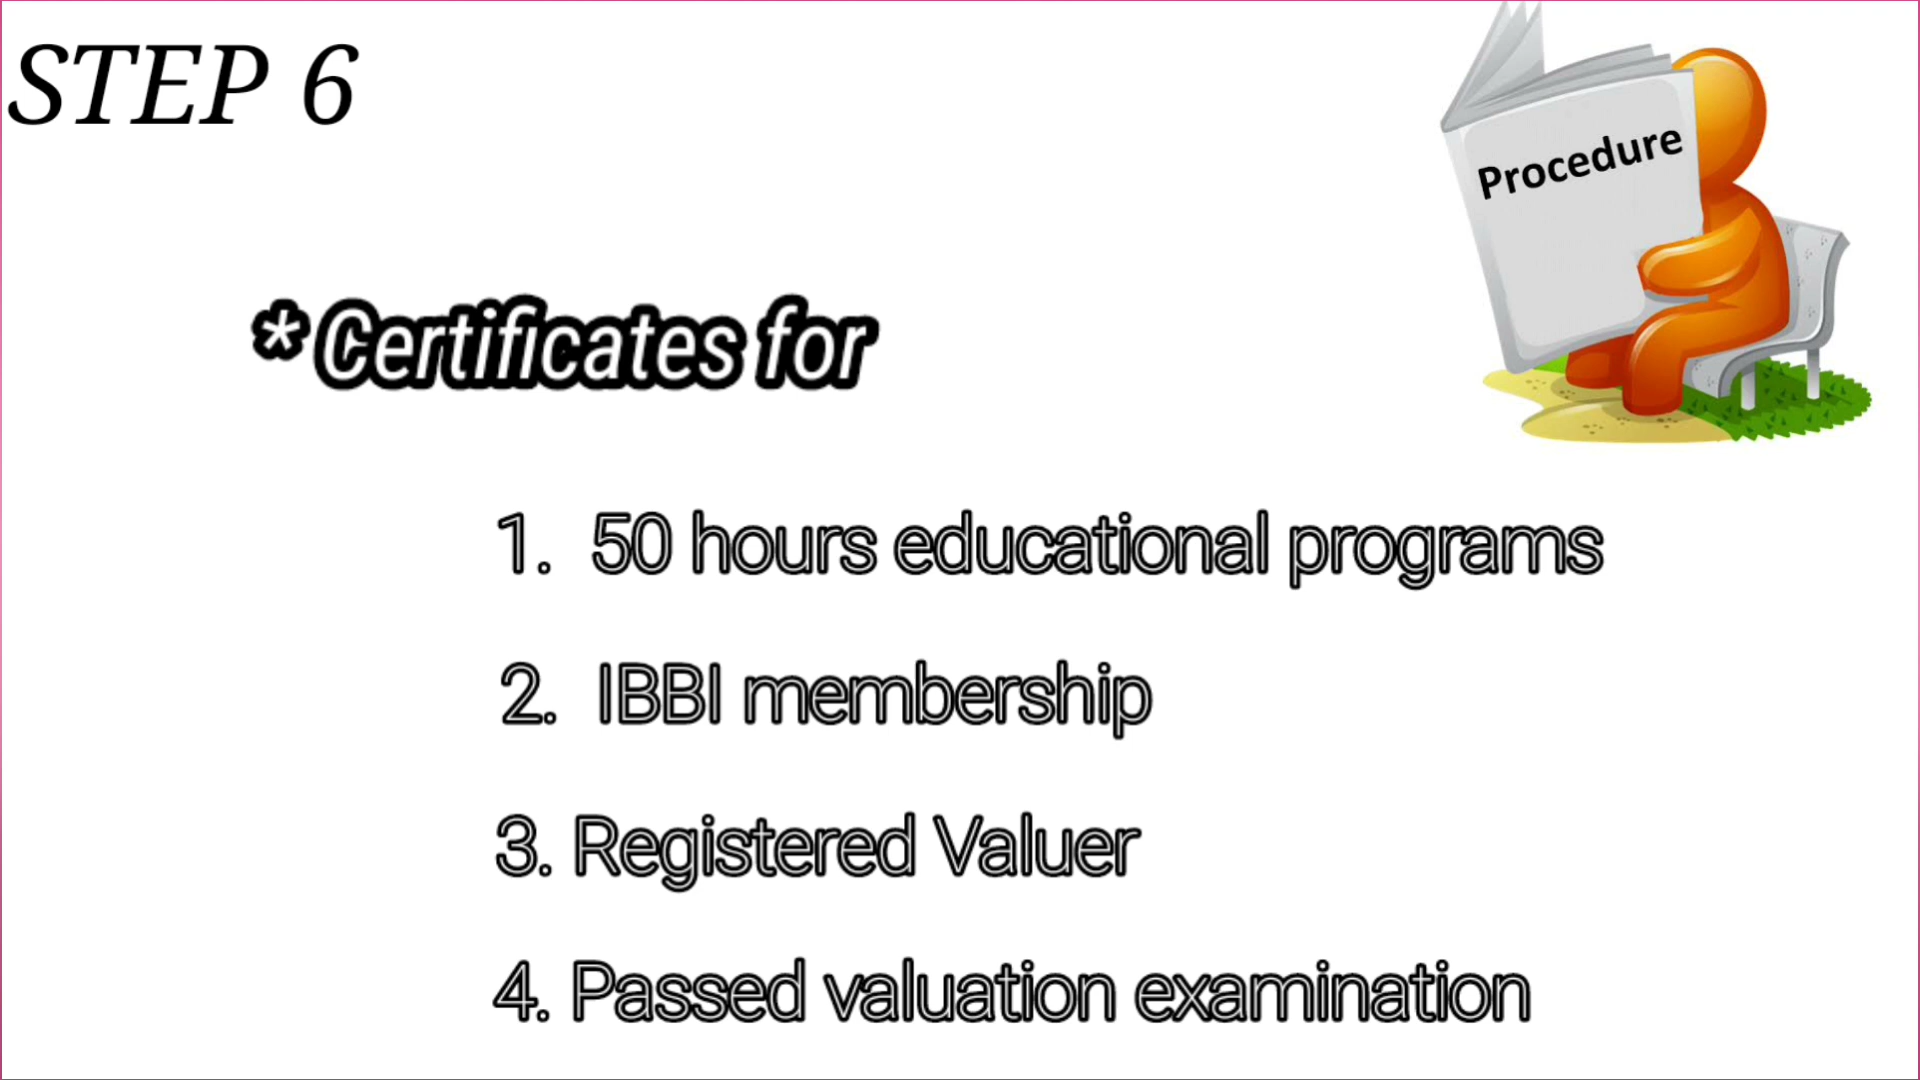 STEP 6
Procedure
* Certificates for
1. 50 hours educational programs
2. IBBI membership
3. Registered Valuer
4. Passed valuation examination